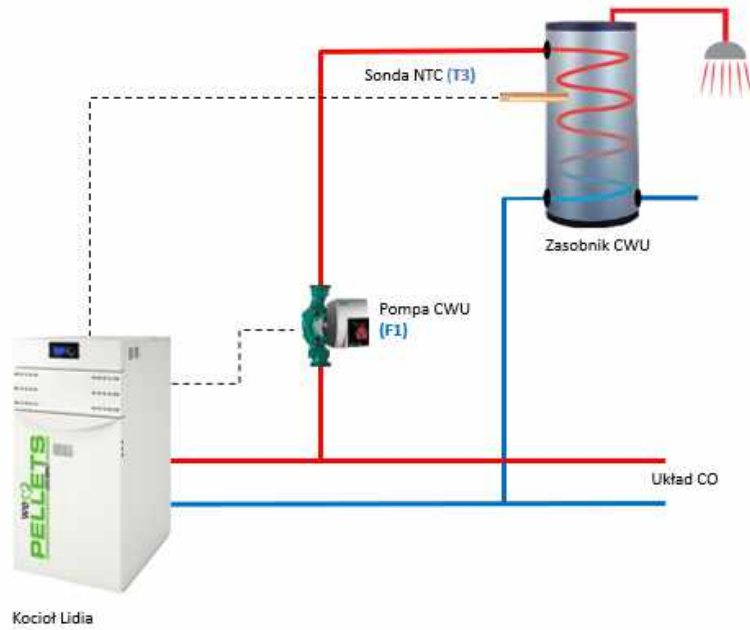 Sonda NTC (T3)
Zasobnik CWU
Pompa CWU
(F1)
PELLETS
Układ CO
Kocioł Lidia